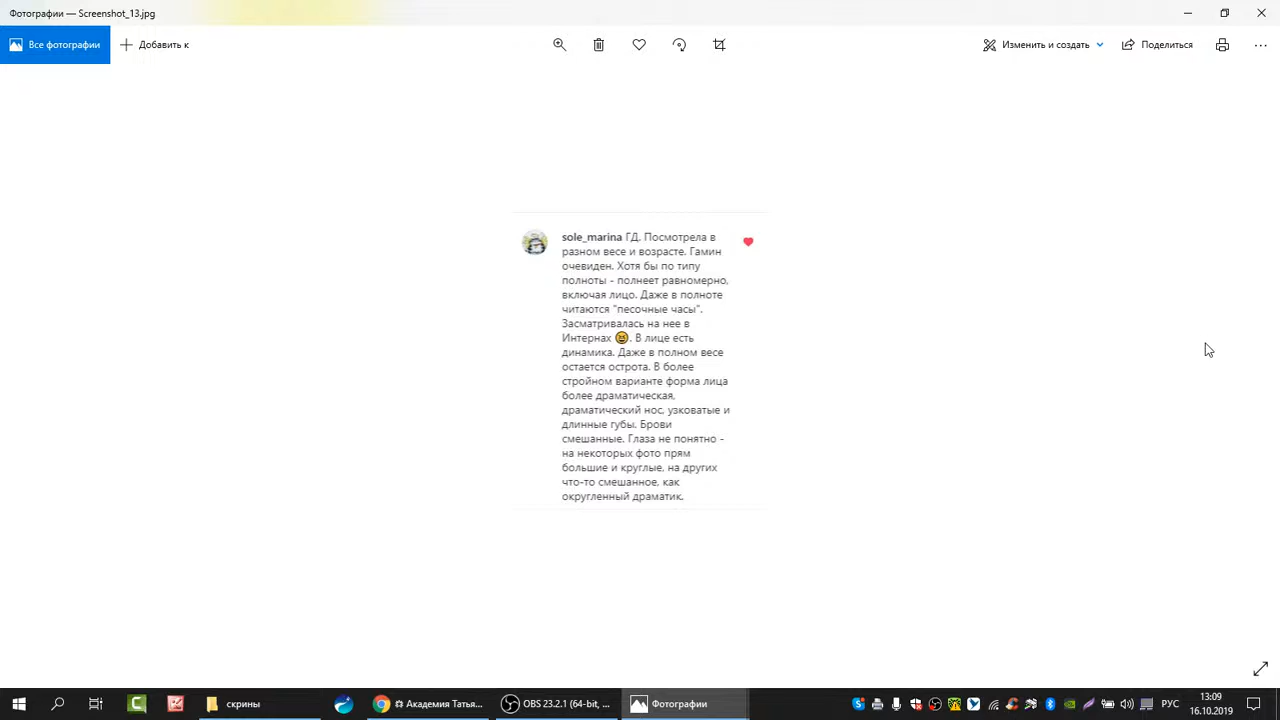 Фотографии — Screenshot_13.jpg
Все фотографии
Добавить к
Изменить и создать
Поделиться
sole_marina ГД. Посмотрела в
разном весе и возрасте. Гамин
очевиден. Хотя бы по типу
полноты - полнеет равномерно,
включая лицо. Даже в полноте
читаются "песочные часы".
Засматривалась на нее в
Интернах 😆. В лице есть
динамика. Даже в полном весе
остается острота. В более
стройном варианте форма лица
более драматическая,
драматический нос, узковатые и
длинные губы. Брови
смешанные. Глаза не понятно -
на некоторых фото прям
большие и круглые, на других
что-то смешанное, как
округленный драматик.
скрины
Академия Татья...
OBS 23.2.1 (64-bit, ...
Фотографии
РУС
13:09
16.10.2019